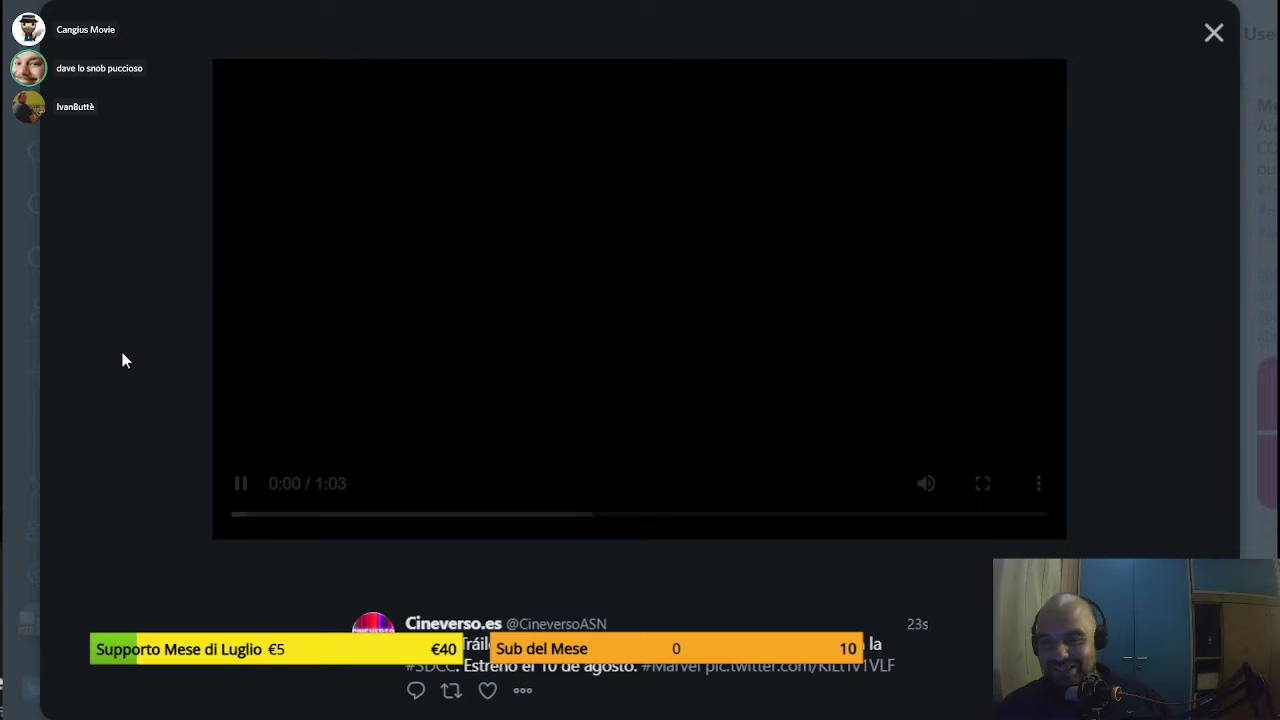 Cangius Movie
dave lo snob puccioso
IvanButtè
0:00 / 1:03
Cineverso.es @CineversoASN 23s
Tráil la
#SDCC. Estreno el 10 de agosto. #Marvel
Supporto Mese di Luglio €5 €40
Sub del Mese 0 10